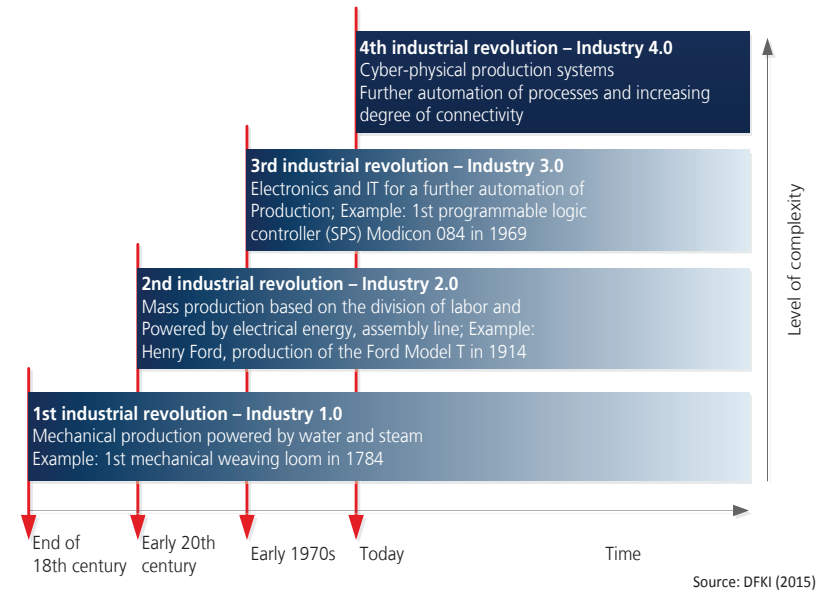 4th industrial revolution – Industry 4.0
Cyber-physical production systems
Further automation of processes and increasing
degree of connectivity
3rd industrial revolution – Industry 3.0
Electronics and IT for a further automation of
Production; Example: 1st programmable logic
controller (SPS) Modicon 084 in 1969
2nd industrial revolution – Industry 2.0
Mass production based on the division of labor and
Powered by electrical energy, assembly line; Example:
Henry Ford, production of the Ford Model T in 1914
1st industrial revolution – Industry 1.0
Mechanical production powered by water and steam
Example: 1st mechanical weaving loom in 1784
Level of complexity
End of
18th century
Early 20th
century
Early 1970s
Today
Time
Source: DFKI (2015)